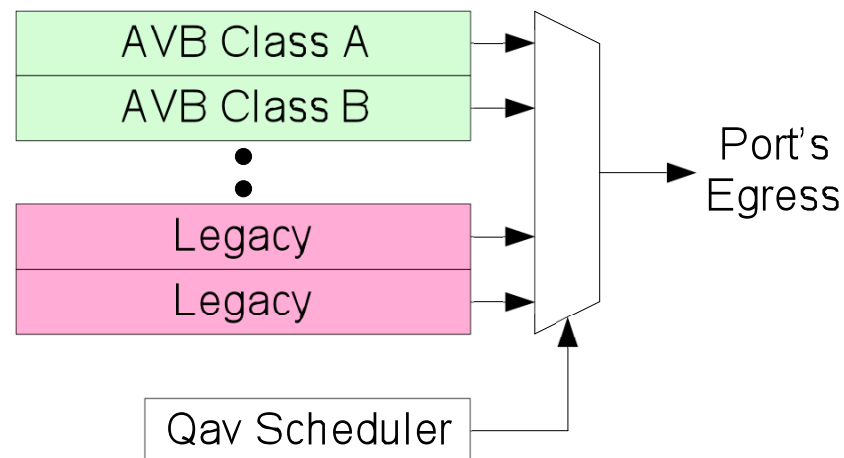 AVB Class A
AVB Class B
Legacy
Legacy
Port's
Egress
Qav Scheduler